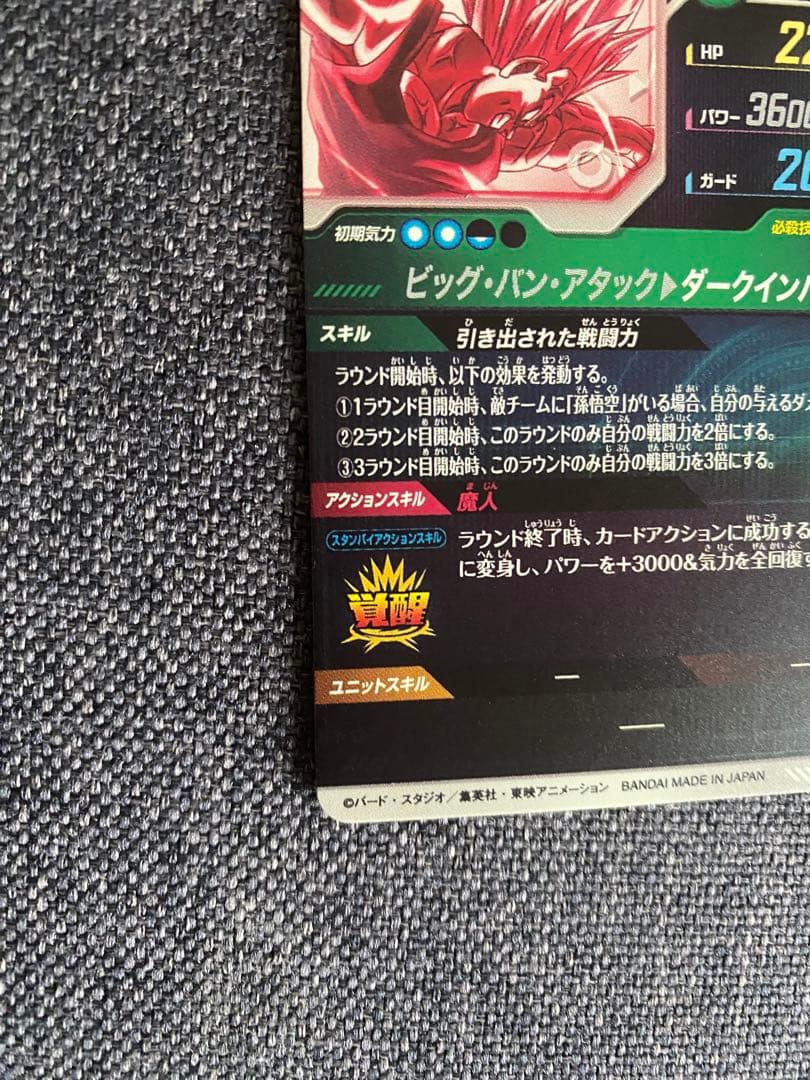 HP 22
パワー 3600
ガード 20
初期気力
必殺技
ビッグ・バン・アタック▶ダークイン
スキル 引き出された戦闘力
ラウンド開始時、以下の効果を発動する。
①1ラウンド目開始時、敵チームに「孫悟空」がいる場合、自分の与えるダメ
②2ラウンド目開始時、このラウンドのみ自分の戦闘力を2倍にする。
③3ラウンド目開始時、このラウンドのみ自分の戦闘力を3倍にする。
アクションスキル 魔人
スタンバイアクションスキル
ラウンド終了時、カードアクションに成功する
に変身し、パワーを+3000&気力を全回復す
覚醒
ユニットスキル —
—
©バード・スタジオ／集英社・東映アニメーション BANDAI MADE IN JAPAN